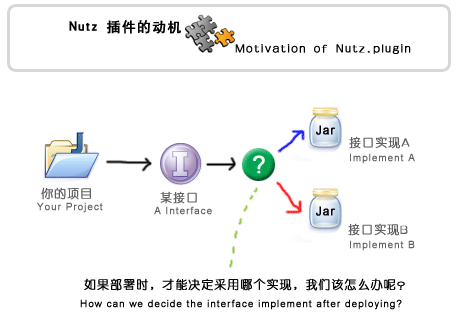 Nutz 插件的动机
Motivation of Nutz.plugin
Jar
接口实现A
Implement A
?
你的项目
Your Project
I
某接口
A Interface
Jar
接口实现B
Implement B
如果部署时，才能决定采用哪个实现，我们该怎么办呢?
How can we decide the interface implement after deploying?